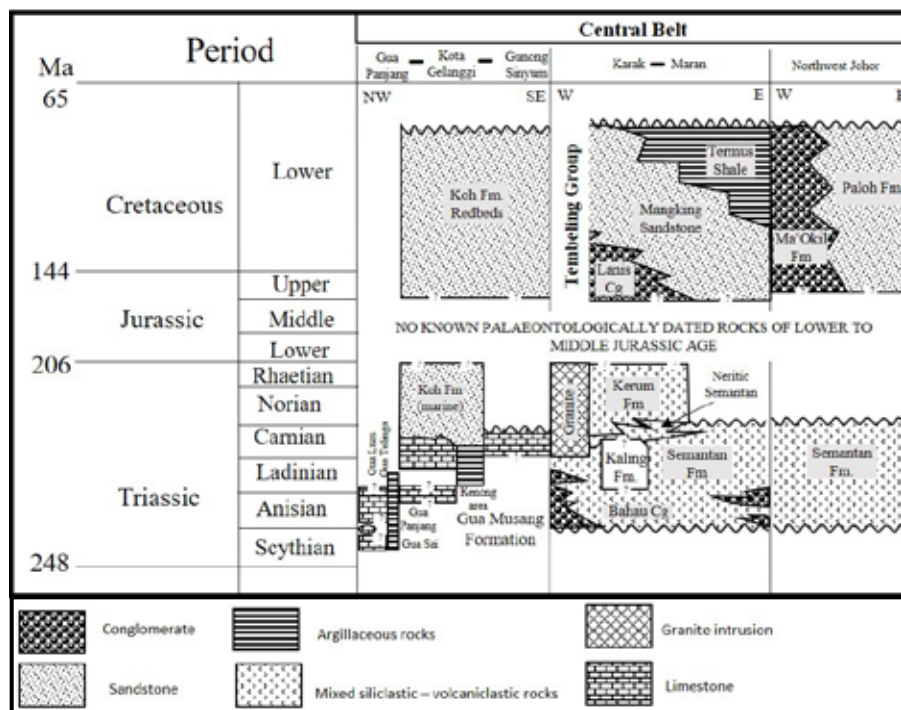 Central Belt
Period
Ma
Gua Panjang
Kota Gelanggi
Gunong Sinyum
Karak
Maran
Northwest Johor
65
NW
SE
W
E
W
E
Cretaceous
Lower
144
Jurassic
Upper
Middle
Lower
206
Triassic
Rhaetian
Norian
Carnian
Ladinian
Anisian
Scythian
248
Koh Fm.
Redbeds
Tembeling Group
Termus
Shale
Mangking
Sandstone
Lanis
Cg
Ma'Okil
Fm
Paloh Fm.
NO KNOWN PALAEONTOLOGICALLY DATED ROCKS OF LOWER TO
MIDDLE JURASSIC AGE
Koh Fm
(marine)
Granite
Kerum
Fm
Neritic
Semantan
Kaling
Fm.
Semantan
Fm
Semantan
Fm.
Bahau Cg
Kenong
area
Gua
Panjang
Gua Sai
Gua Musang
Formation
Conglomerate
Argillaceous rocks
Granite intrusion
Sandstone
Mixed siliclastic – volcaniclastic rocks
Limestone